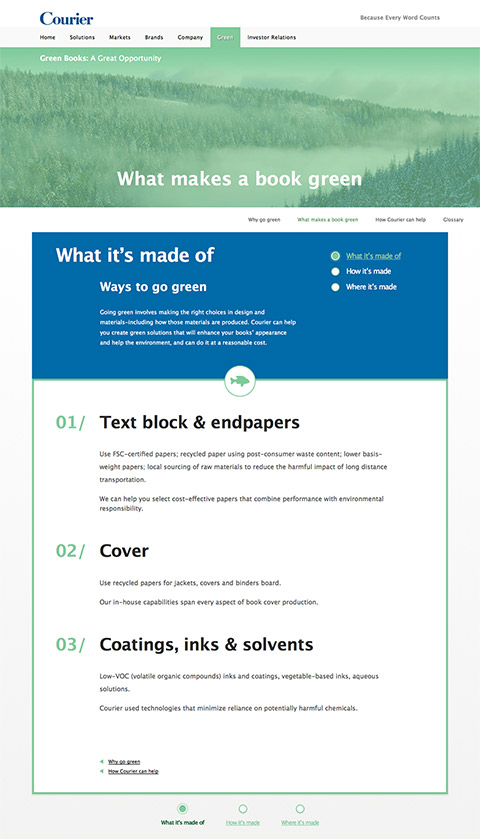 Courier
Because Every Word Counts
Home Solutions Markets Brands Company Green Investor Relations
Green Books: A Great Opportunity
What makes a book green
Why go green What makes a book green How Courier can help Glossary
What it's made of
What it's made of
How it's made
Where it's made
Ways to go green
Going green involves making the right choices in design and
materials–including how those materials are produced. Courier can help
you create green solutions that will enhance your books' appearance
and help the environment, and can do it at a reasonable cost.
01/ Text block & endpapers
Use FSC-certified papers; recycled paper using post-consumer waste content; lower basis-
weight papers; local sourcing of raw materials to reduce the harmful impact of long distance
transportation.
We can help you select cost-effective papers that combine performance with environmental
responsibility.
02/ Cover
Use recycled papers for jackets, covers and binders board.
Our in-house capabilities span every aspect of book cover production.
03/ Coatings, inks & solvents
Low-VOC (volatile organic compounds) inks and coatings, vegetable-based inks, aqueous
solutions.
Courier used technologies that minimize reliance on potentially harmful chemicals.
Why go green
How Courier can help
What it's made of How it's made Where it's made